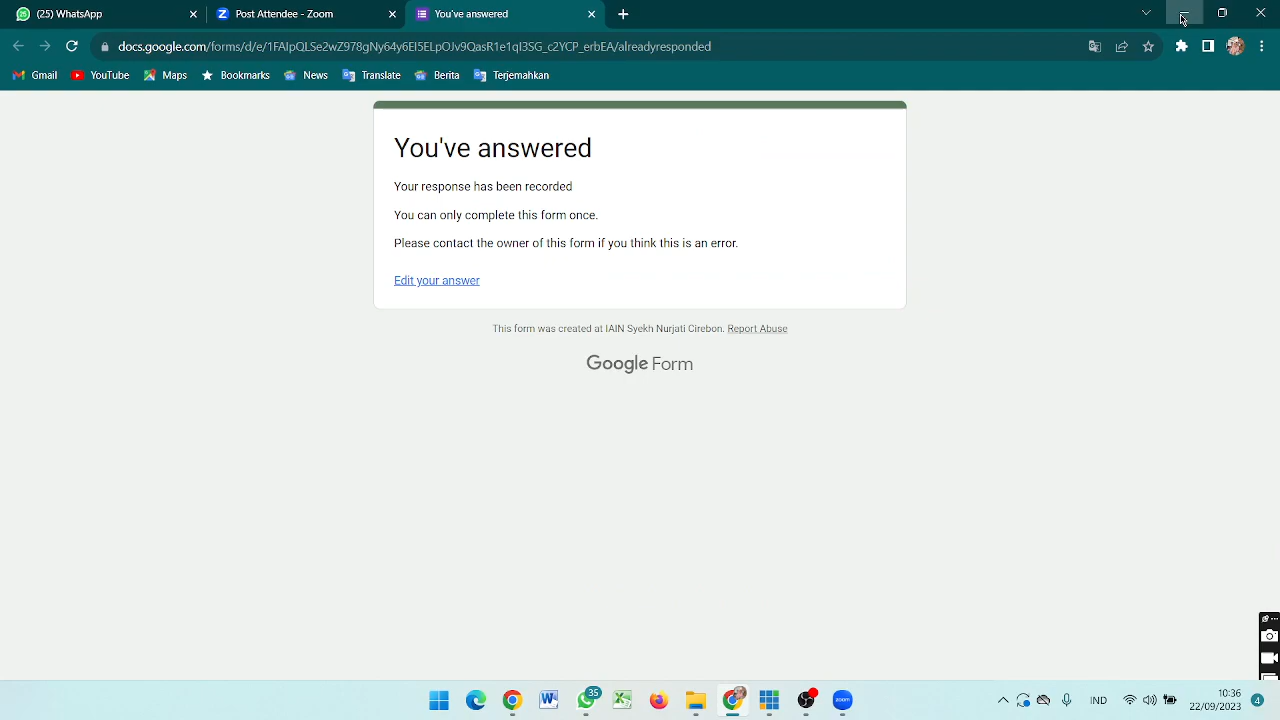 (25) WhatsApp
Post Attendee - Zoom
You've answered
docs.google.com/forms/d/e/1FAIpQLSe2wZ978gNy64y6EI5ELpOJv9QasR1e1qI3SG_c2YCP_erbEA/alreadyresponded
Gmail
YouTube
Maps
Bookmarks
News
Translate
Berita
Terjemahkan
You've answered
Your response has been recorded
You can only complete this form once.
Please contact the owner of this form if you think this is an error.
Edit your answer
This form was created at IAIN Syekh Nurjati Cirebon. Report Abuse
Google Form
35
zoom
IND
10:36
22/09/2023
4